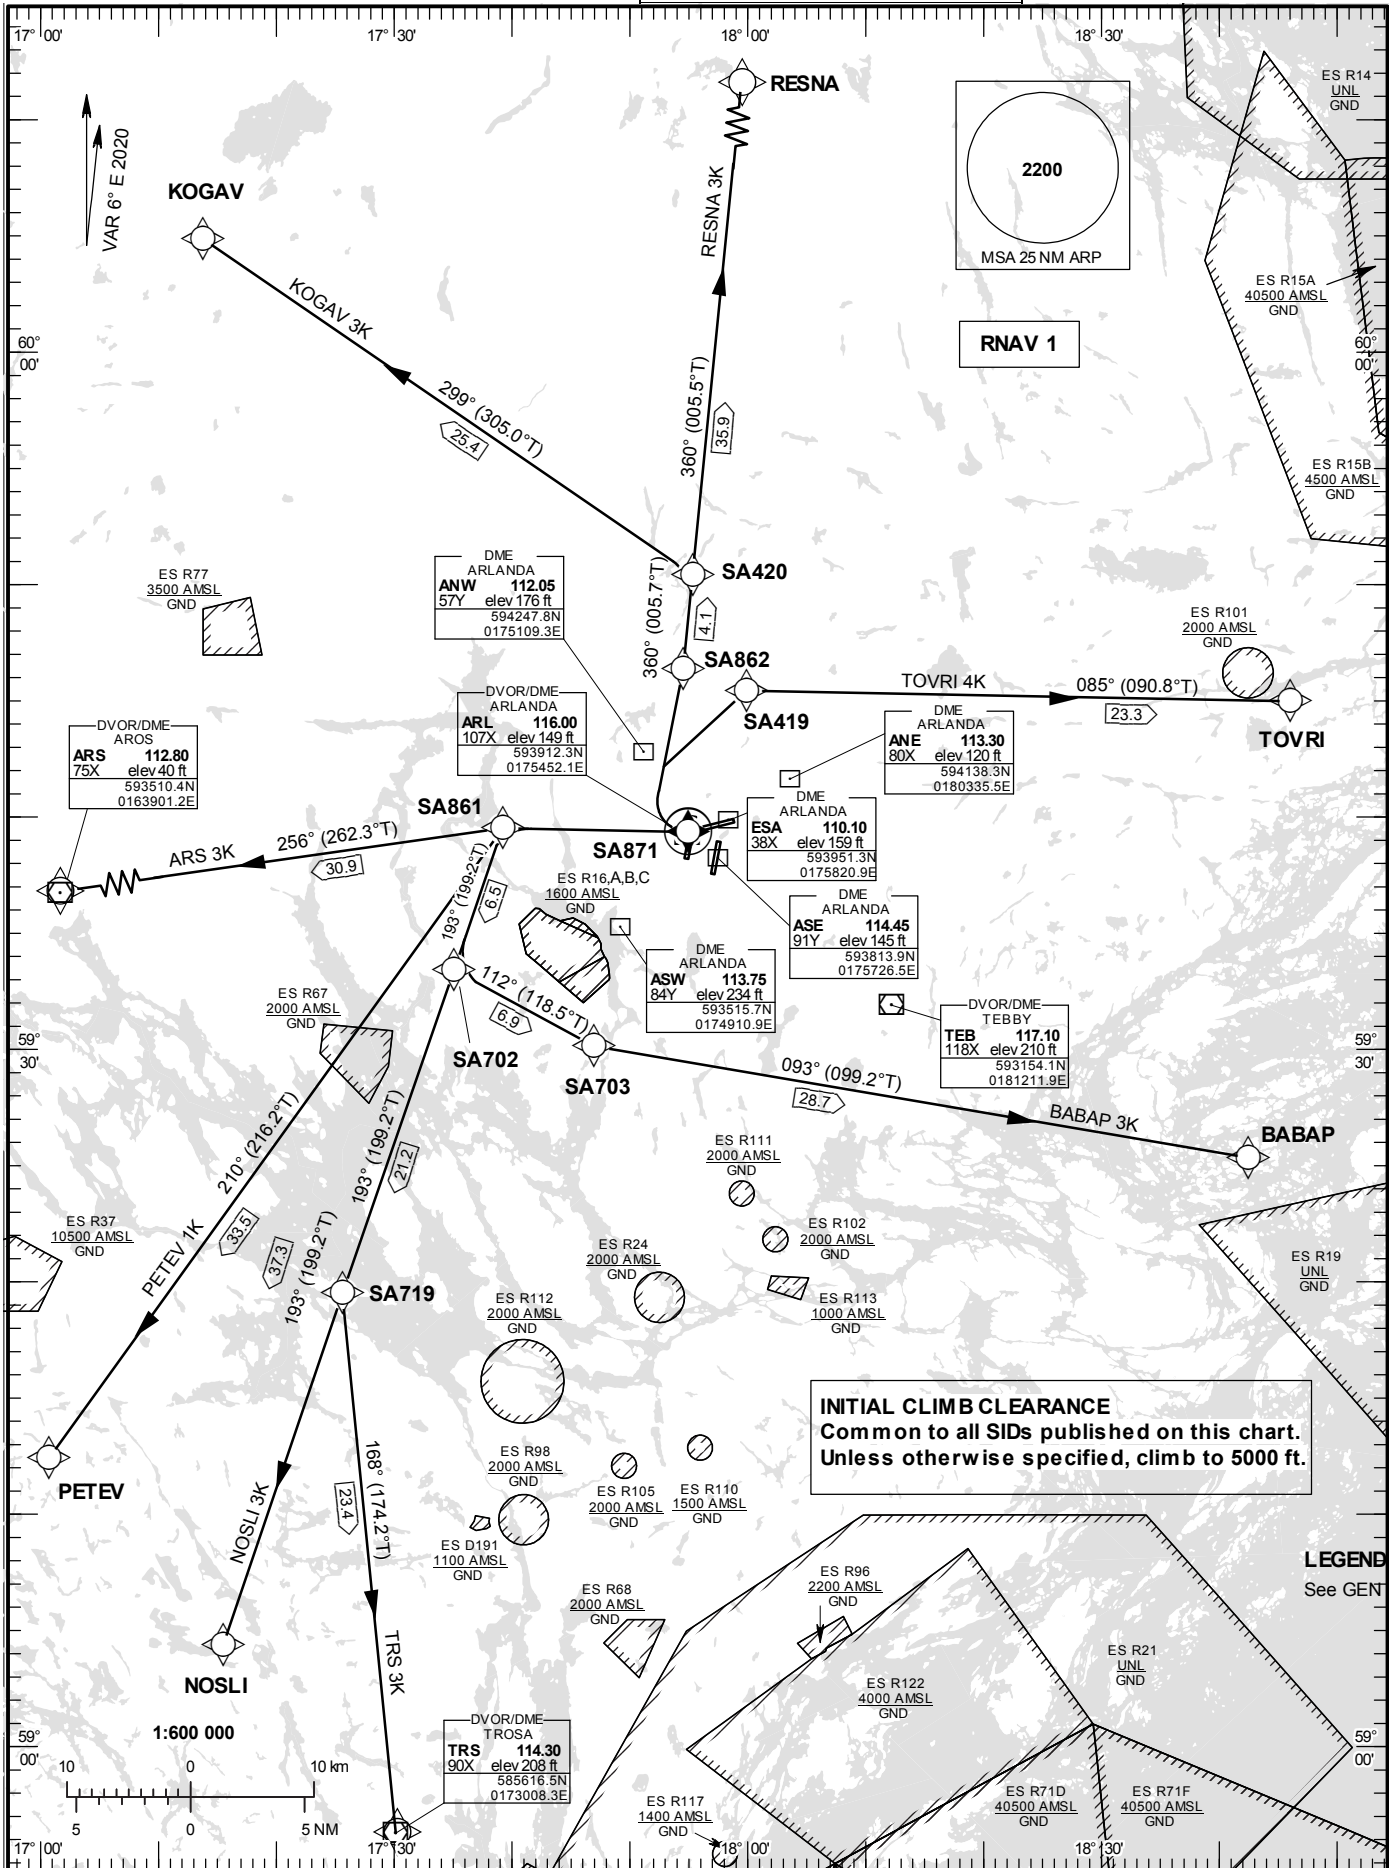 17° 00'
17° 30'
18° 00'
18° 30'
RESNA
ES R14
UNL
GND
VAR 6° E 2020
KOGAV
2200
MSA 25 NM ARP
RESNA 3K
KOGAV 3K
ES R15A
40500 AMSL
GND
RNAV 1
60°
00'
60°
00'
299° (305.0°T)
25.4
360° (005.5°T)
35.9
ES R15B
4500 AMSL
GND
DME
ARLANDA
ANW 112.05
57Y elev 176 ft
594247.8N
0175109.3E
SA420
ES R77
3500 AMSL
GND
360° (005.7°T)
4.1
ES R101
2000 AMSL
GND
SA862
TOVRI 4K
085° (090.8°T)
23.3
SA419
TOVRI
DVOR/DME
ARLANDA
ARL 116.00
107X elev 149 ft
593912.3N
0175452.1E
DME
ARLANDA
ANE 113.30
80X elev 120 ft
594138.3N
0180335.5E
DVOR/DME
AROS
ARS 112.80
75X elev 40 ft
593510.4N
0163901.2E
SA861
SA871
DME
ARLANDA
ESA 110.10
38X elev 159 ft
593951.3N
0175820.9E
256° (262.3°T)
ARS 3K
30.9
193° (199.2°T)
6.5
ES R16,A,B,C
1600 AMSL
GND
DME
ARLANDA
ASE 114.45
91Y elev 145 ft
593813.9N
0175726.5E
DME
ARLANDA
ASW 113.75
84Y elev 234 ft
593515.7N
0174910.9E
112° (118.5°T)
6.9
ES R67
2000 AMSL
GND
DVOR/DME
TEBBY
TEB 117.10
118X elev 210 ft
593154.1N
0181211.9E
59°
30'
59°
30'
SA702
SA703
093° (099.2°T)
28.7
BABAP 3K
BABAP
210° (216.2°T)
193° (199.2°T)
21.2
ES R111
2000 AMSL
GND
ES R37
10500 AMSL
GND
PETEV 1K
33.5
37.3
193° (199.2°T)
ES R24
2000 AMSL
GND
ES R102
2000 AMSL
GND
ES R19
UNL
GND
SA719
ES R112
2000 AMSL
GND
ES R113
1000 AMSL
GND
INITIAL CLIMB CLEARANCE
Common to all SIDs published on this chart.
Unless otherwise specified, climb to 5000 ft.
PETEV
168° (174.2°T)
23.4
ES R98
2000 AMSL
GND
ES R105
2000 AMSL
GND
ES R110
1500 AMSL
GND
NOSLI 3K
ES D191
1100 AMSL
GND
LEGEND
See GEN
ES R68
2000 AMSL
GND
ES R96
2200 AMSL
GND
TRS 3K
ES R21
UNL
GND
NOSLI
ES R122
4000 AMSL
GND
1:600 000
10 0 10 km
5 0 5 NM
DVOR/DME
TROSA
TRS 114.30
90X elev 208 ft
585616.5N
0173008.3E
59°
00'
59°
00'
ES R71D
40500 AMSL
GND
ES R71F
40500 AMSL
GND
ES R117
1400 AMSL
GND
17° 00'
17° 30'
18° 00'
18° 30'